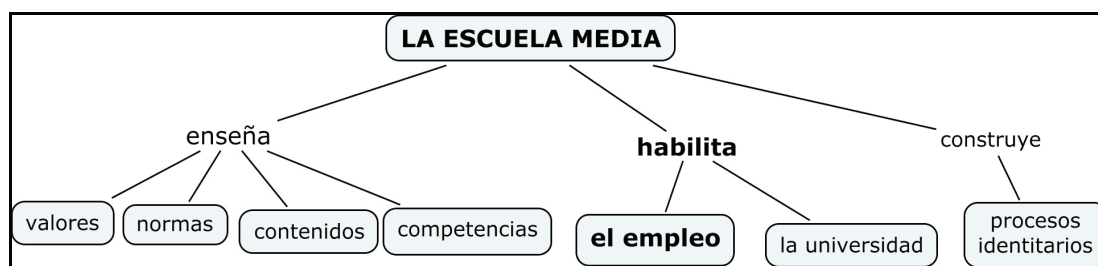 LA ESCUELA MEDIA
enseña
habilita
construye
valores
normas
contenidos
competencias
el empleo
la universidad
procesos
identitarios